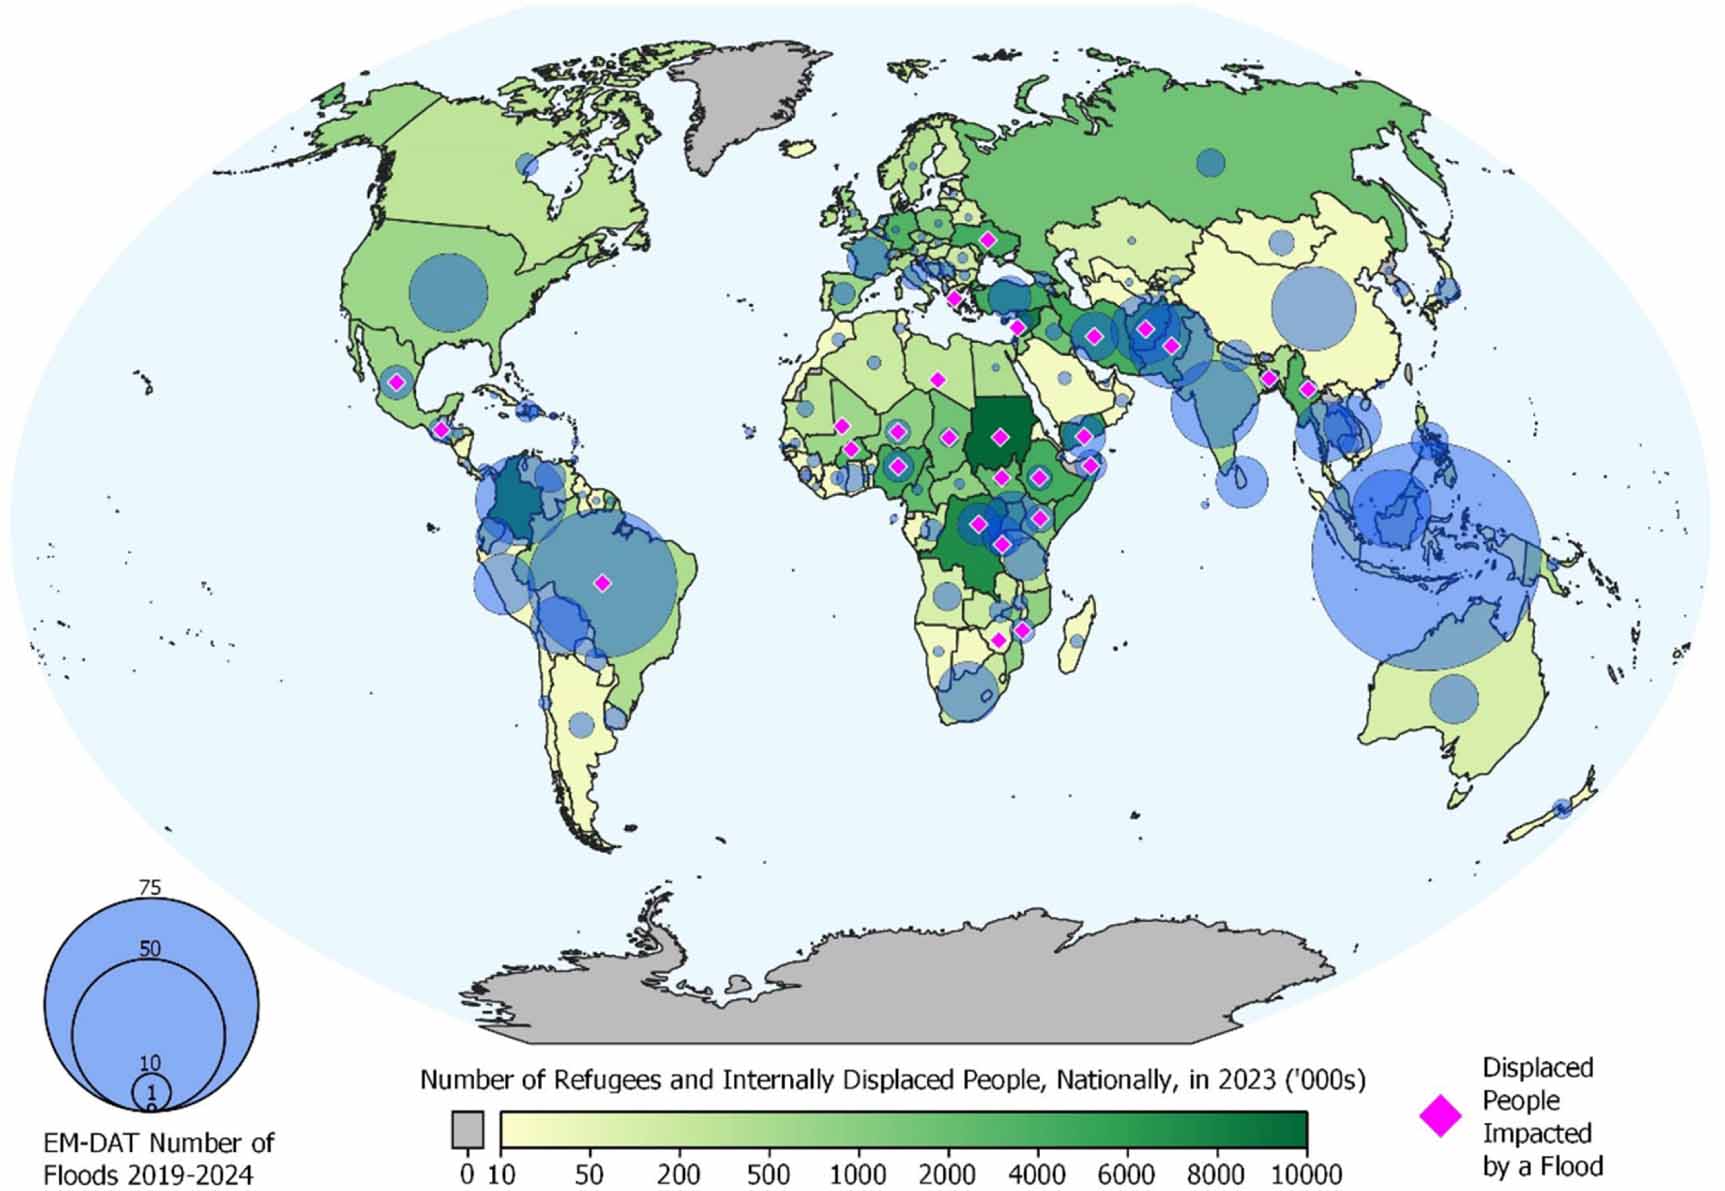 75
50
10
1
0
EM-DAT Number of
Floods 2019-2024
Number of Refugees and Internally Displaced People, Nationally, in 2023 ('000s)
0 10 50 200 500 1000 2000 4000 6000 8000 10000
Displaced
People
Impacted
by a Flood